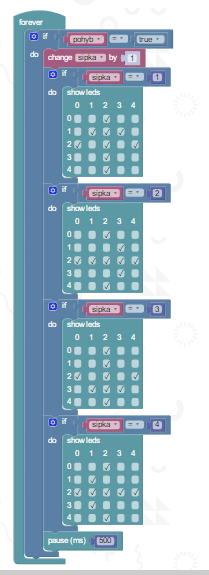 forever
if pohyb = true
do change sipka by 1
if sipka = 1
do show leds
0 1 2 3 4
0
1
2
3
4
if sipka = 2
do show leds
0 1 2 3 4
0
1
2
3
4
if sipka = 3
do show leds
0 1 2 3 4
0
1
2
3
4
if sipka = 4
do show leds
0 1 2 3 4
0
1
2
3
4
pause (ms) 500